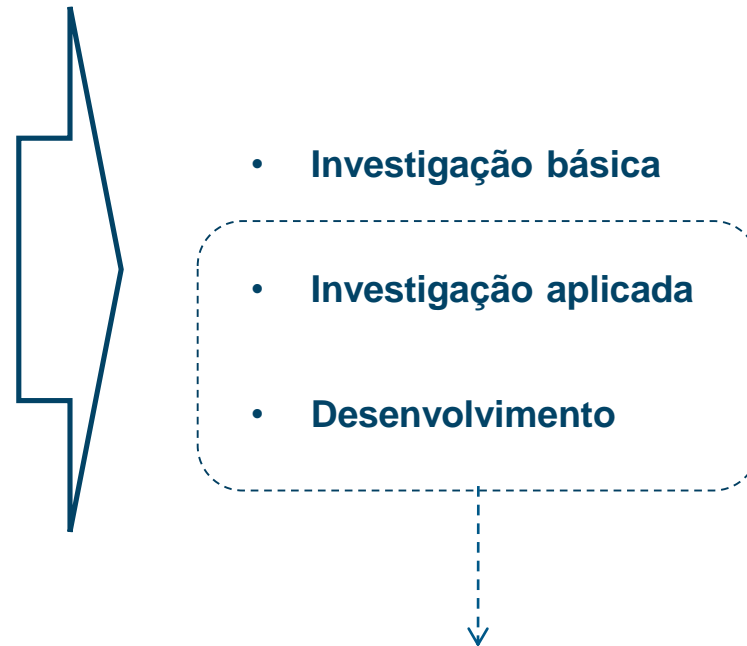 • Investigação básica
• Investigação aplicada
• Desenvolvimento